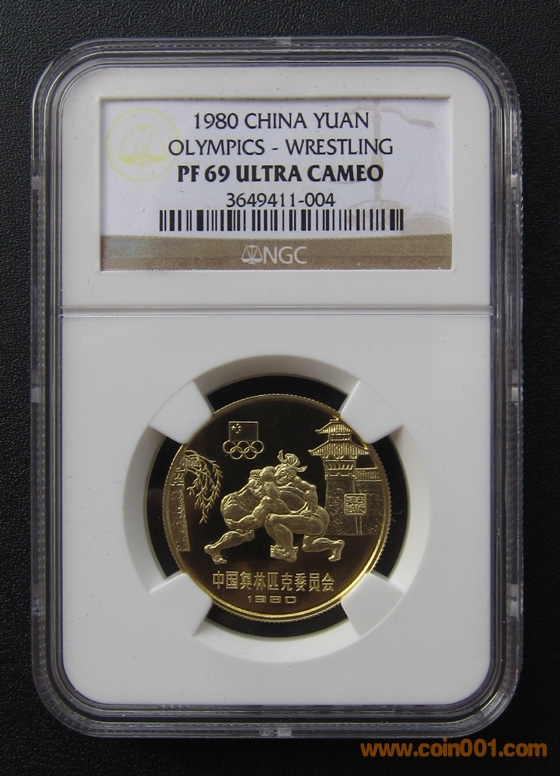 1980 CHINA YUAN
OLYMPICS - WRESTLING
PF 69 ULTRA CAMEO
3649411-004
NGC
中国奥林匹克委员会
1980
www.coin001.com